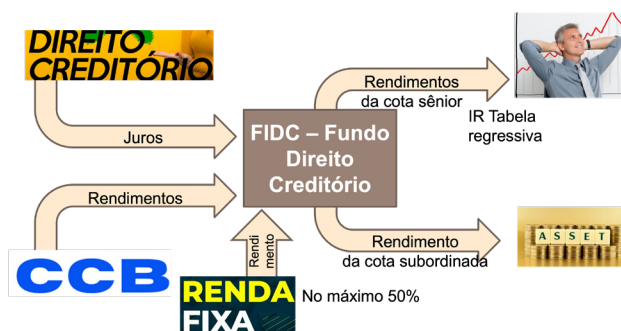 DIREITO
CREDITÓRIO
Juros
Rendimentos
CCB
Rendi
mento
RENDA
FIXA
No máximo 50%
FIDC – Fundo
Direito
Creditório
Rendimentos
da cota sênior
IR Tabela
regressiva
Rendimento
da cota subordinada
ASSET